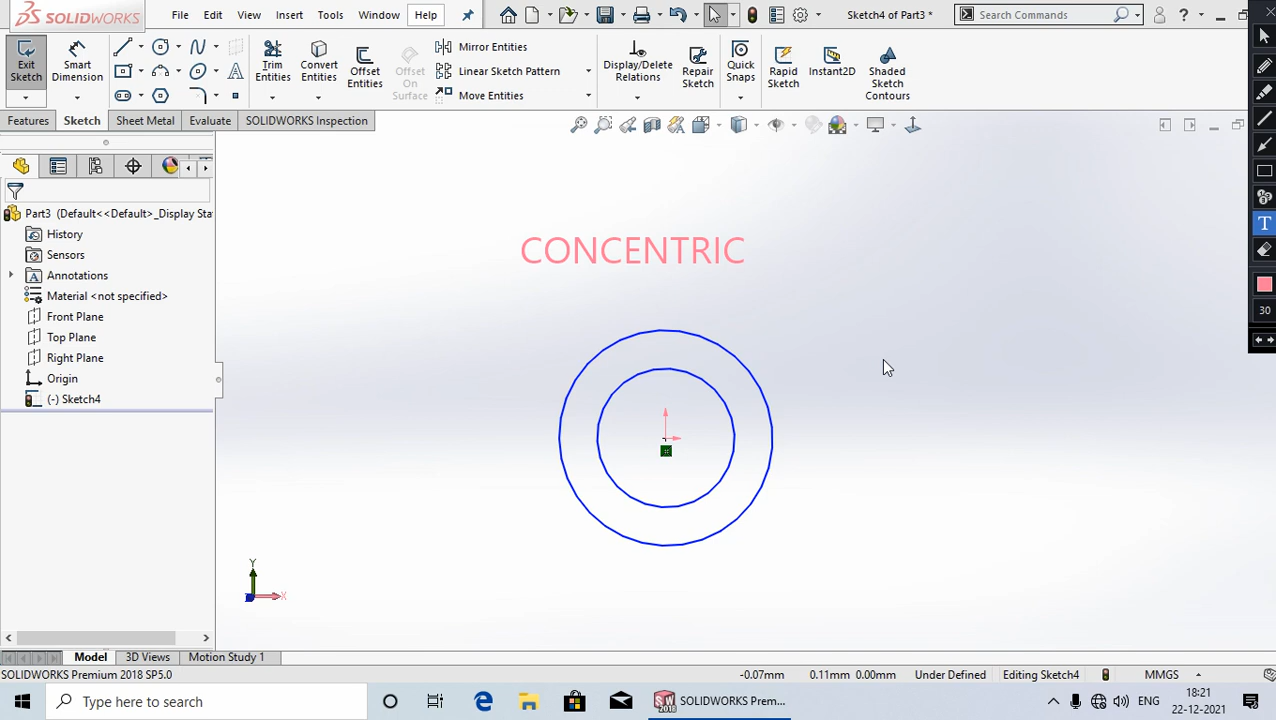 SOLIDWORKS File Edit View Insert Tools Window Help Sketch4 of Part3 * Search Commands ?
Exit Sketch
Smart Dimension
Trim Entities
Convert Entities
Offset Entities
Offset On Surface
Mirror Entities
Linear Sketch Pattern
Move Entities
Display/Delete Relations
Repair Sketch
Quick Snaps
Rapid Sketch
Instant2D
Shaded Sketch Contours
Features Sketch Sheet Metal Evaluate SOLIDWORKS Inspection
Part3 (Default<<Default>_Display Sta
History
Sensors
Annotations
Material <not specified>
Front Plane
Top Plane
Right Plane
Origin
(-) Sketch4
CONCENTRIC
T
30
Y
X
Model 3D Views Motion Study 1
SOLIDWORKS Premium 2018 SP5.0 -0.07mm 0.11mm 0.00mm Under Defined Editing Sketch4 MMGS
Type here to search SOLIDWORKS Prem... ENG 18:21
22-12-2021